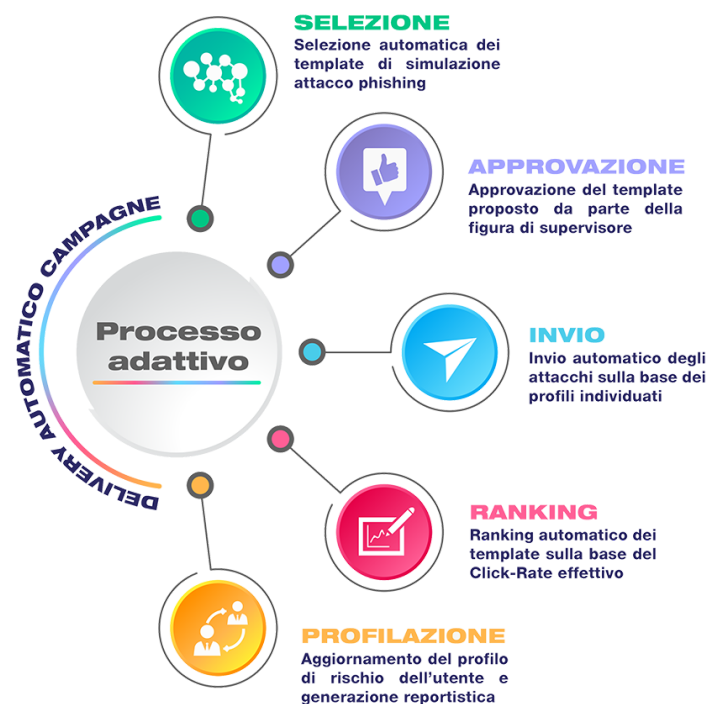 SELEZIONE
Selezione automatica dei
template di simulazione
attacco phishing
APPROVAZIONE
Approvazione del template
proposto da parte della
figura di supervisore
DELIVERY AUTOMATICO CAMPAGNE
Processo
adattivo
INVIO
Invio automatico degli
attacchi sulla base dei
profili individuati
RANKING
Ranking automatico dei
template sulla base del
Click-Rate effettivo
PROFILAZIONE
Aggiornamento del profilo
di rischio dell'utente e
generazione reportistica